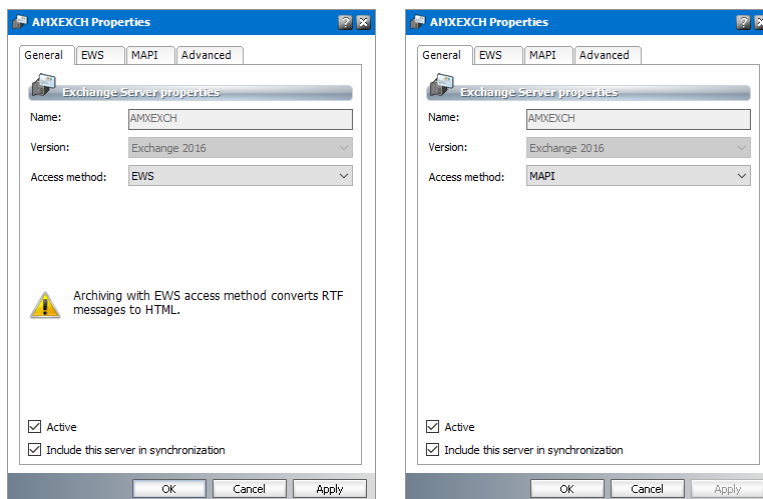 AMXEXCH Properties
General EWS MAPI Advanced
Exchange Server properties
Name: AMXEXCH
Version: Exchange 2016
Access method: EWS
Archiving with EWS access method converts RTF
messages to HTML.
Active
Include this server in synchronization
OK Cancel Apply
AMXEXCH Properties
General EWS MAPI Advanced
Exchange Server properties
Name: AMXEXCH
Version: Exchange 2016
Access method: MAPI
Active
Include this server in synchronization
OK Cancel Apply